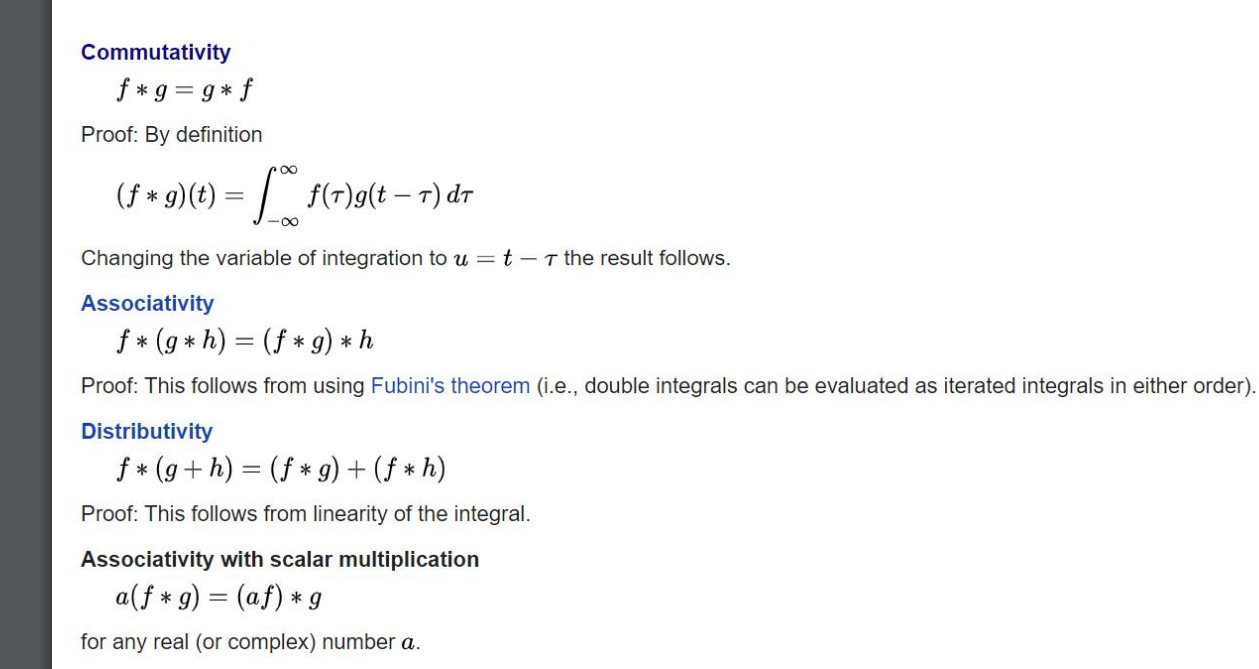 Commutativity
f * g = g * f
Proof: By definition
(f * g)(t) = ∫_{-∞}^{∞} f(τ)g(t − τ) dτ
Changing the variable of integration to u = t − τ the result follows.
Associativity
f * (g * h) = (f * g) * h
Proof: This follows from using Fubini's theorem (i.e., double integrals can be evaluated as iterated integrals in either order).
Distributivity
f * (g + h) = (f * g) + (f * h)
Proof: This follows from linearity of the integral.
Associativity with scalar multiplication
a(f * g) = (af) * g
for any real (or complex) number a.